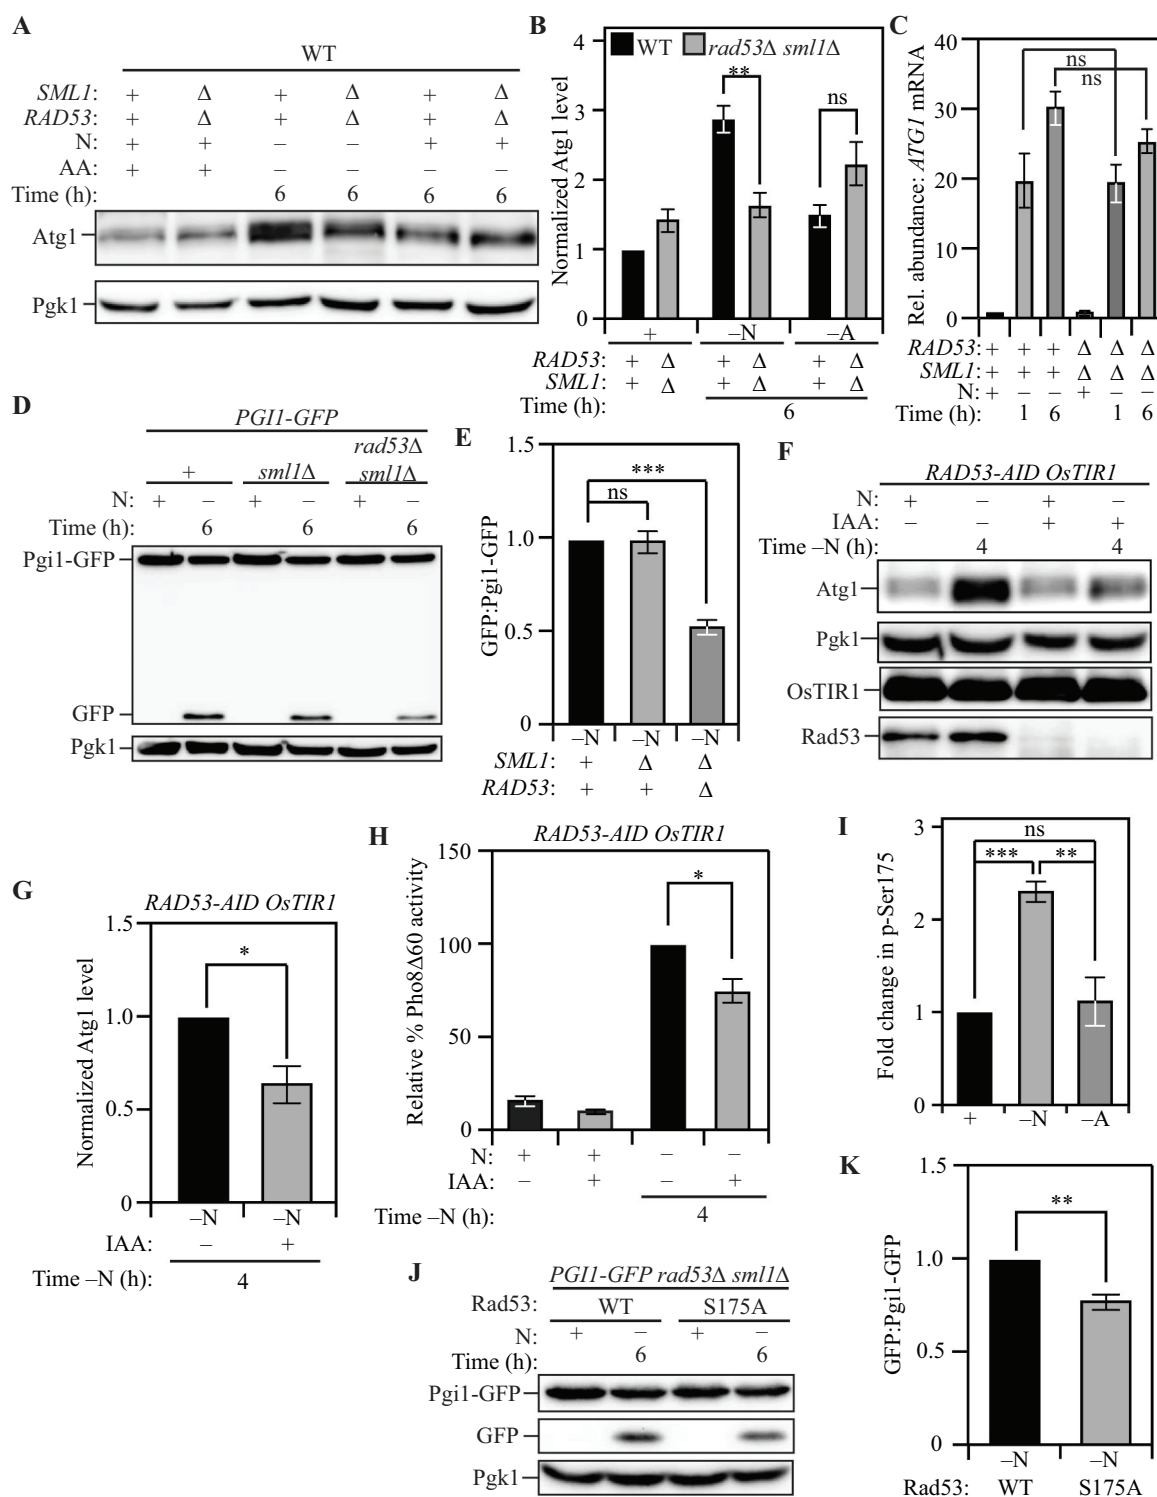 A
WT
SML1: + Δ + Δ + Δ
RAD53: + Δ + Δ + Δ
N: + + – – + +
AA: + + – – – –
Time (h): 6 6 6 6
Atg1
Pgk1
B
Normalized Atg1 level
4
3
2
1
0
WT rad53Δ sml1Δ
**
ns
+ –N –A
RAD53: + Δ + Δ + Δ
SML1: + Δ + Δ + Δ
Time (h): 6
C
Rel. abundance: ATG1 mRNA
40
30
20
10
0
ns
ns
RAD53: + + + Δ Δ Δ
SML1: + + + Δ Δ Δ
N: + – – + – –
Time (h): 1 6 1 6
D
PGI1-GFP
+ sml1Δ rad53Δ sml1Δ
N: + – + – + –
Time (h): 6 6 6
Pgi1-GFP
GFP
Pgk1
E
GFP:Pgi1-GFP
1.5
1.0
0.5
0
***
ns
–N –N –N
SML1: + Δ Δ
RAD53: + + Δ
F
RAD53-AID OsTIR1
N: + – + –
IAA: – – + +
Time –N (h): 4 4
Atg1
Pgk1
OsTIR1
Rad53
G
RAD53-AID OsTIR1
Normalized Atg1 level
1.5
1.0
0.5
0
*
–N –N
IAA: – +
Time –N (h): 4
H
RAD53-AID OsTIR1
Relative % Pho8Δ60 activity
150
100
50
0
*
N: + + – –
IAA: – + – +
Time –N (h): 4
I
Fold change in p-Ser175
3
2
1
0
ns
*** **
+ –N –A
J
PGI1-GFP rad53Δ sml1Δ
Rad53: WT S175A
N: + – + –
Time (h): 6 6
Pgi1-GFP
GFP
Pgk1
K
GFP:Pgi1-GFP
1.5
1.0
0.5
0
**
–N –N
Rad53: WT S175A